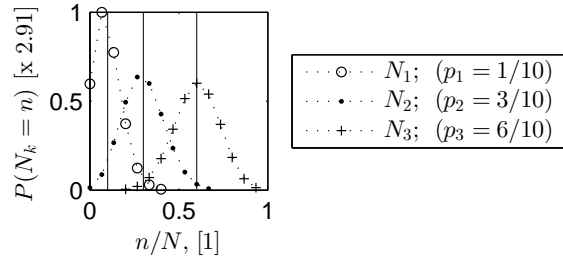 P(N_k = n) [x 2.91]
1
0.5
0
0
0.5
1
n/N, [1]
N_1; (p_1 = 1/10)
N_2; (p_2 = 3/10)
N_3; (p_3 = 6/10)